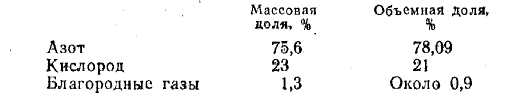 Массовая доля, % Объемная доля, %
Азот 75,6 78,09
Кислород 23 21
Благородные газы 1,3 Около 0,9